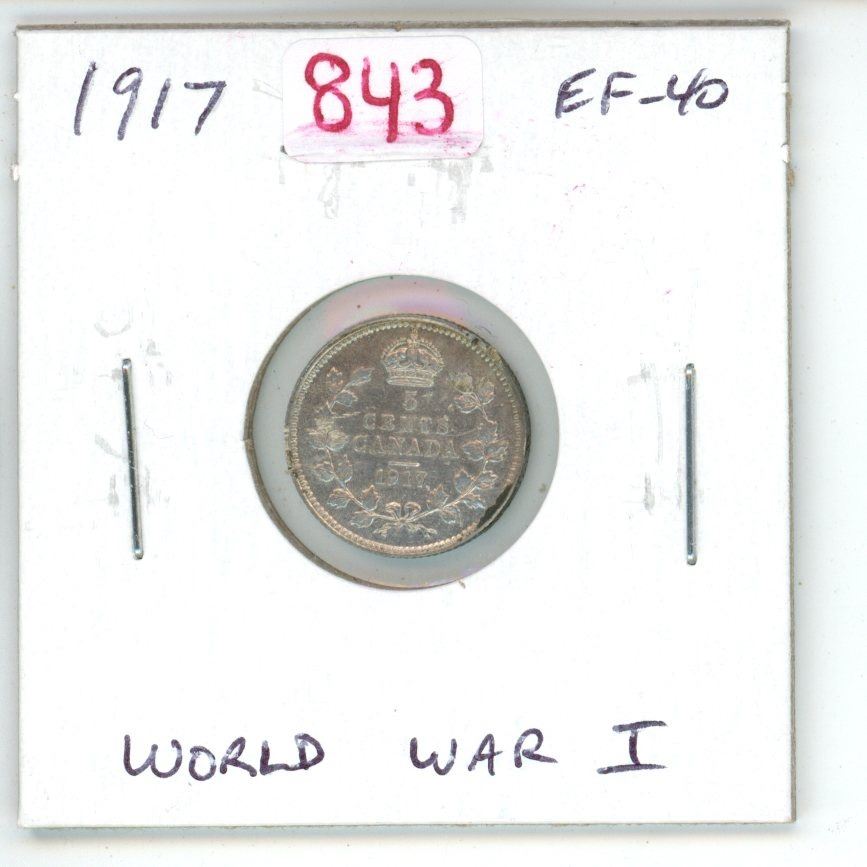 1917 843 EF-40
5
CENTS
CANADA
1917
WORLD WAR I